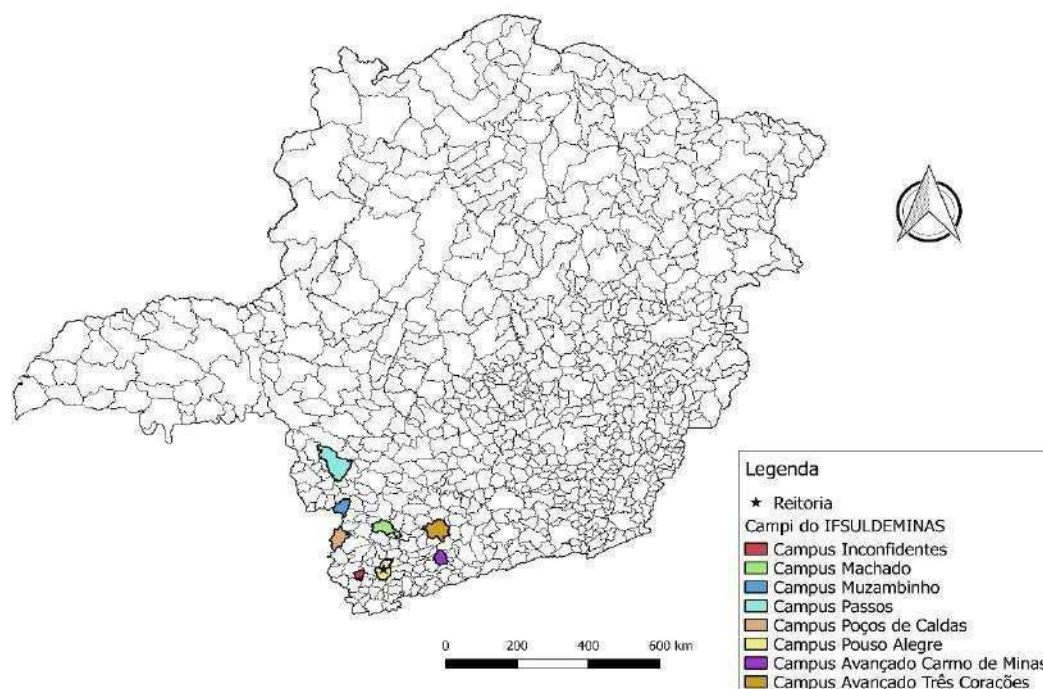 Legenda
Reitoria
Campi do IFSULDEMINAS
Campus Inconfidentes
Campus Machado
Campus Muzambinho
Campus Passos
Campus Poços de Caldas
Campus Pouso Alegre
Campus Avançado Carmo de Minas
Campus Avançado Três Corações
0 200 400 600 km